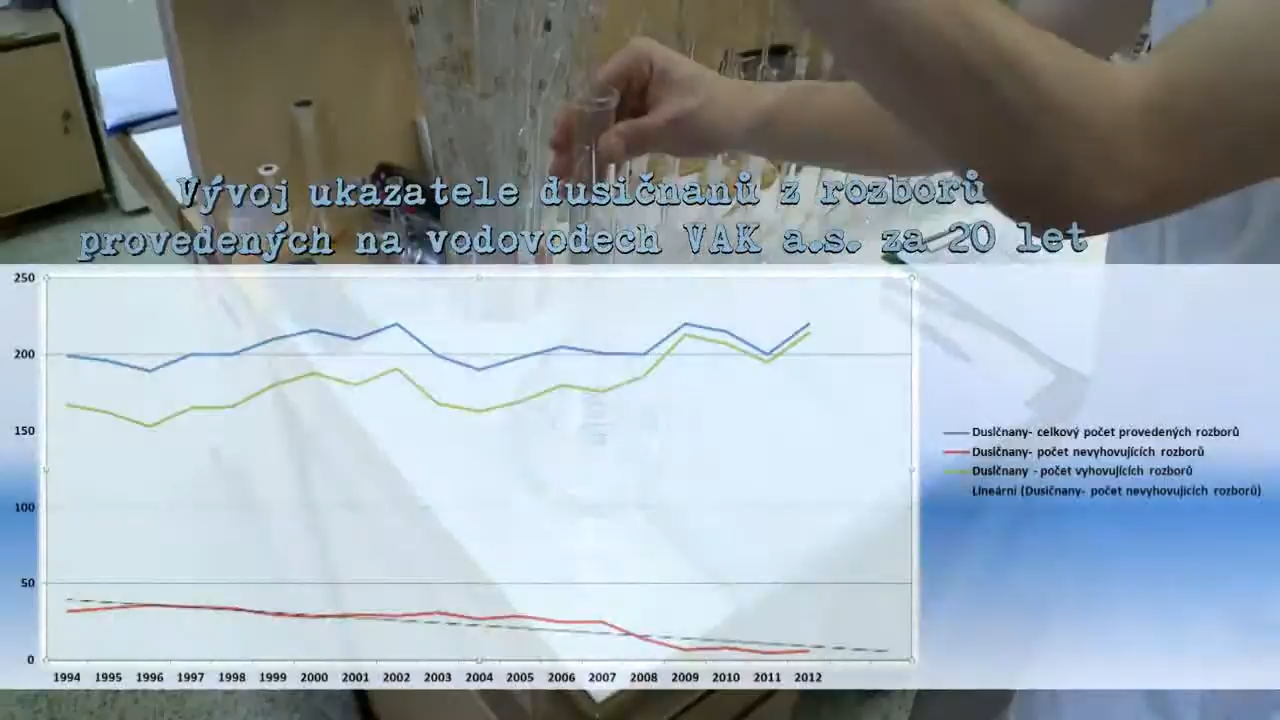 Vývoj ukazatele dusičnanů z rozborů
provedených na vodovodech VAK a.s. za 20 let
250
200
150
100
50
0
1994 1995 1996 1997 1998 1999 2000 2001 2002 2003 2004 2005 2006 2007 2008 2009 2010 2011 2012
Dusičnany- celkový počet provedených rozborů
Dusičnany- počet nevyhovujících rozborů
Dusičnany - počet vyhovujících rozborů
Lineární (Dusičnany- počet nevyhovujících rozborů)